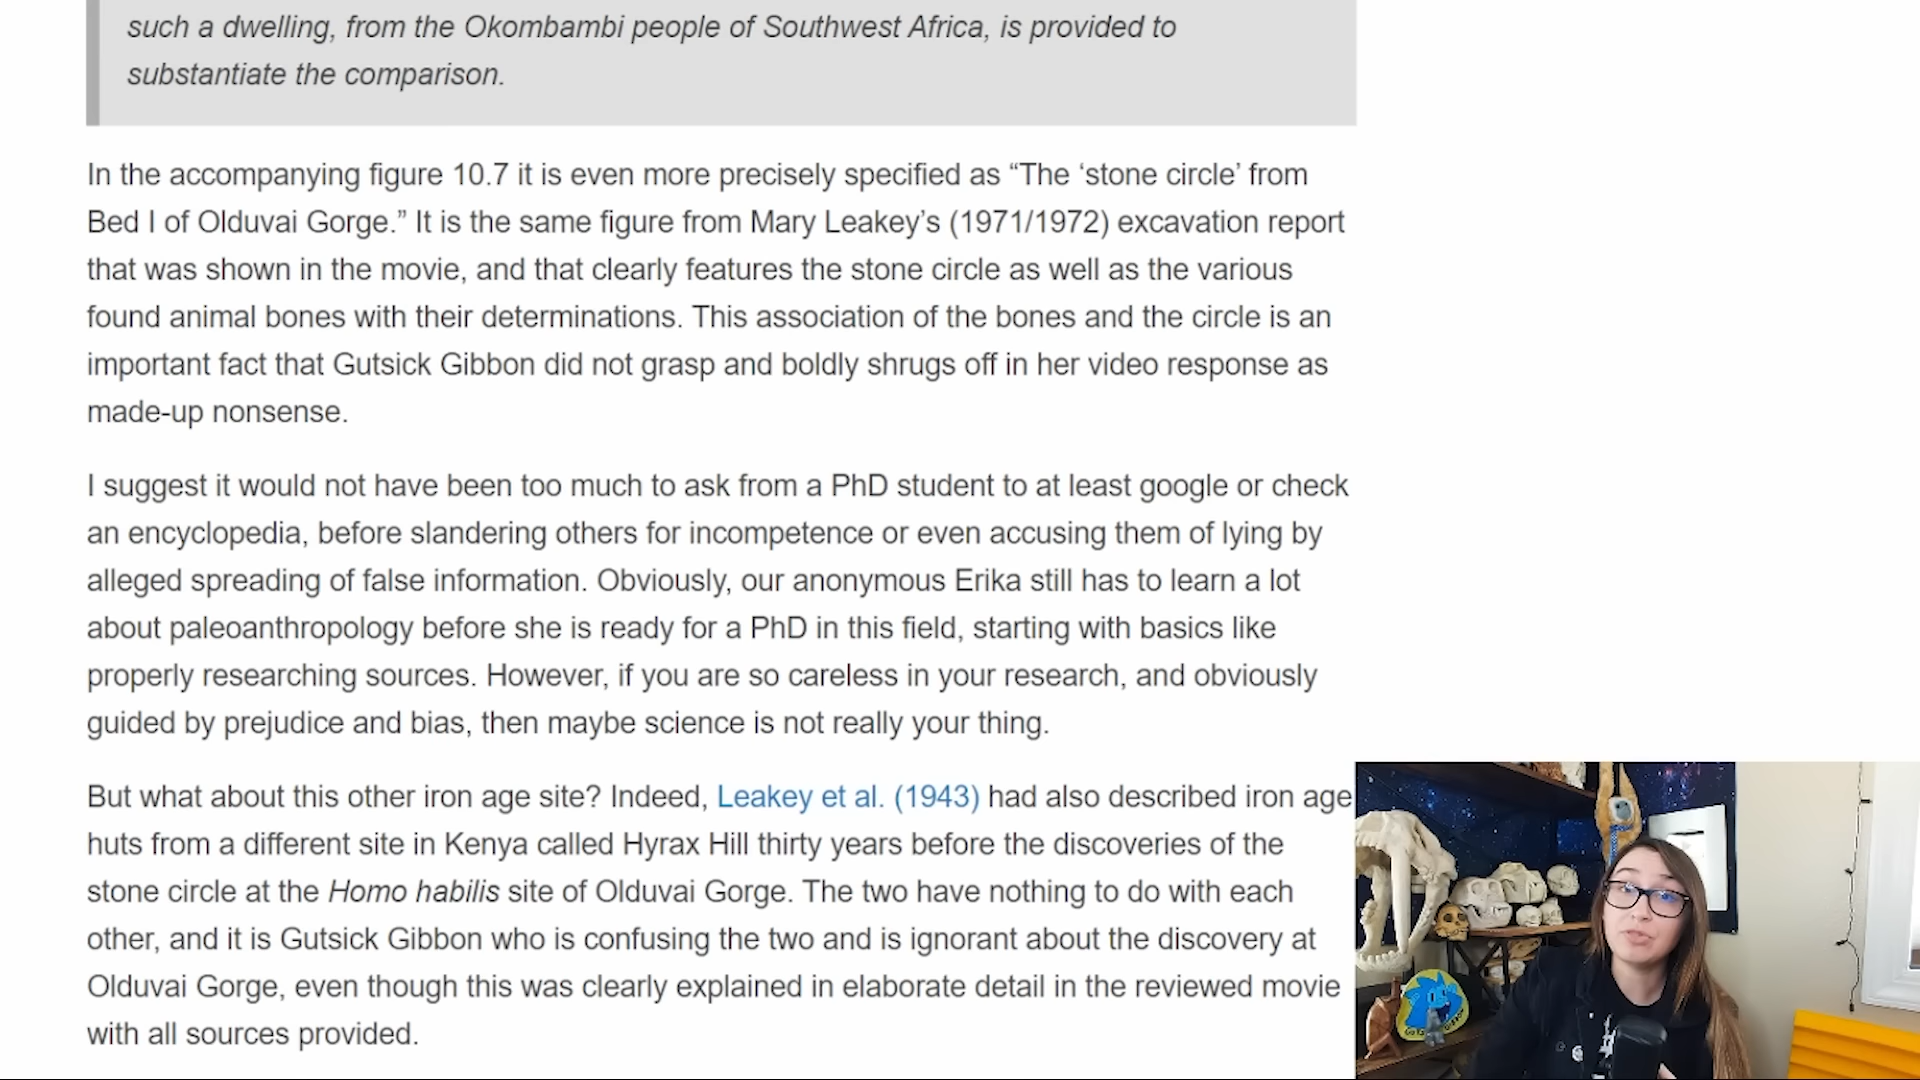 such a dwelling, from the Okombambi people of Southwest Africa, is provided to
substantiate the comparison.
In the accompanying figure 10.7 it is even more precisely specified as “The ‘stone circle’ from
Bed I of Olduvai Gorge.” It is the same figure from Mary Leakey’s (1971/1972) excavation report
that was shown in the movie, and that clearly features the stone circle as well as the various
found animal bones with their determinations. This association of the bones and the circle is an
important fact that Gutsick Gibbon did not grasp and boldly shrugs off in her video response as
made-up nonsense.
I suggest it would not have been too much to ask from a PhD student to at least google or check
an encyclopedia, before slandering others for incompetence or even accusing them of lying by
alleged spreading of false information. Obviously, our anonymous Erika still has to learn a lot
about paleoanthropology before she is ready for a PhD in this field, starting with basics like
properly researching sources. However, if you are so careless in your research, and obviously
guided by prejudice and bias, then maybe science is not really your thing.
But what about this other iron age site? Indeed, Leakey et al. (1943) had also described iron age
huts from a different site in Kenya called Hyrax Hill thirty years before the discoveries of the
stone circle at the Homo habilis site of Olduvai Gorge. The two have nothing to do with each
other, and it is Gutsick Gibbon who is confusing the two and is ignorant about the discovery at
Olduvai Gorge, even though this was clearly explained in elaborate detail in the reviewed movie
with all sources provided.